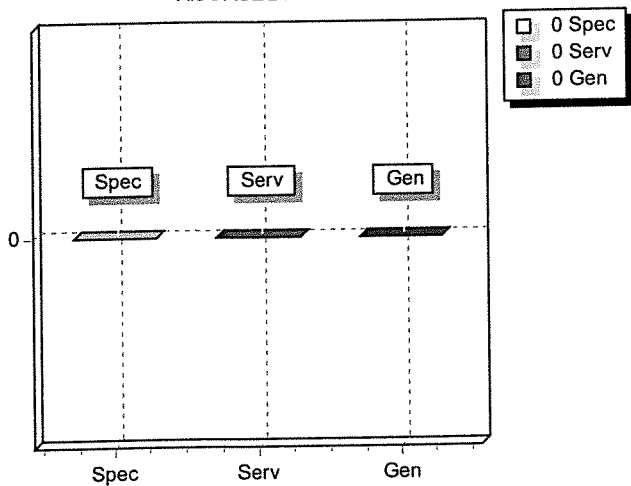 0 Spec
0 Serv
0 Gen
Spec
Serv
Gen
0
Spec
Serv
Gen